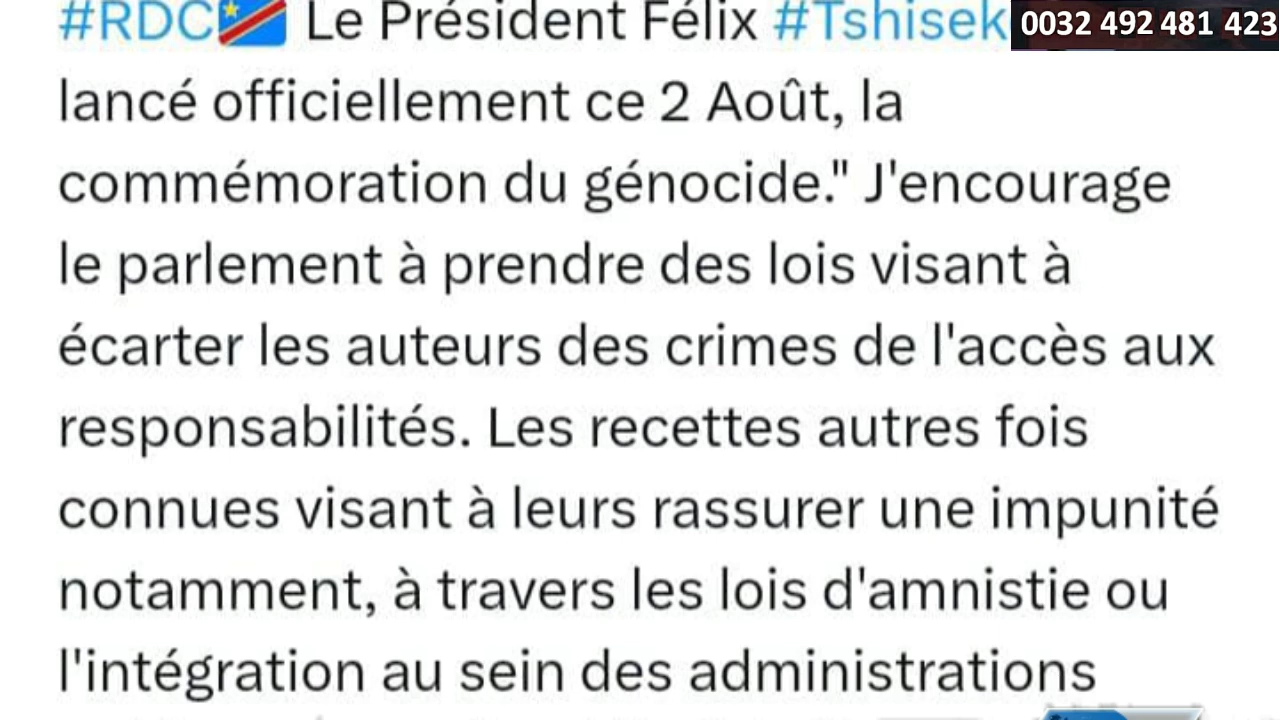 #RDC🇨🇩 Le Président Félix #Tshisek
0032 492 481 423
lancé officiellement ce 2 Août, la
commémoration du génocide." J'encourage
le parlement à prendre des lois visant à
écarter les auteurs des crimes de l'accès aux
responsabilités. Les recettes autres fois
connues visant à leurs rassurer une impunité
notamment, à travers les lois d'amnistie ou
l'intégration au sein des administrations